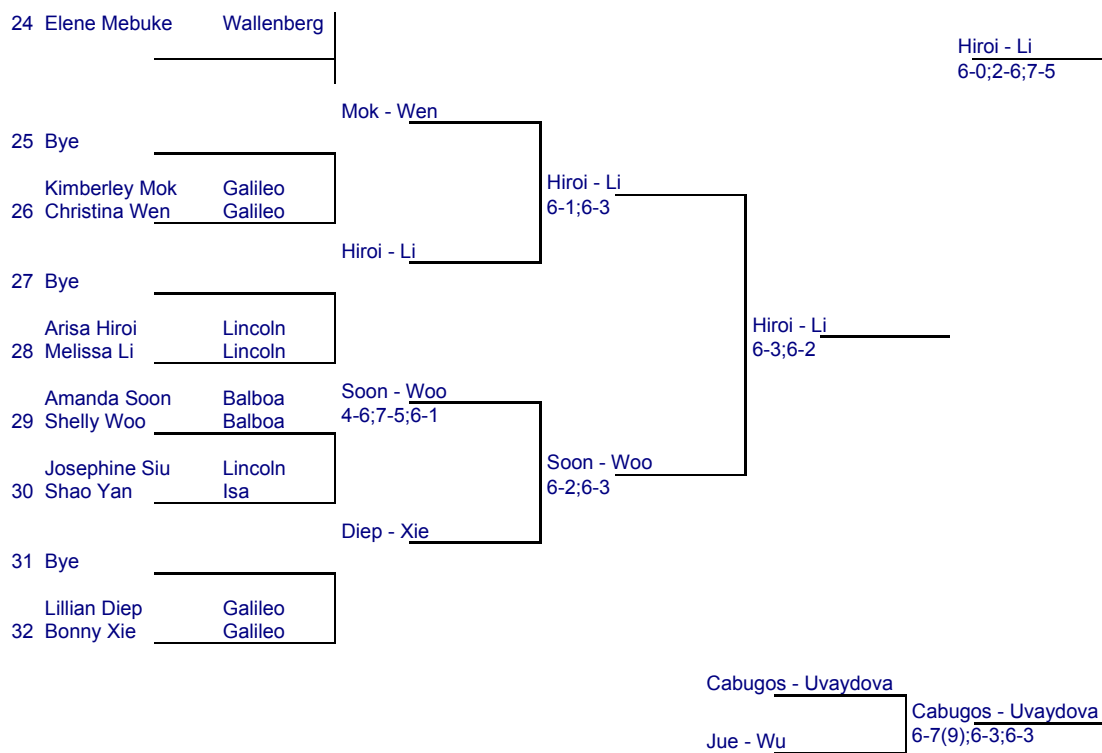 24 Elene Mebuke Wallenberg
Hiroi - Li
6-0;2-6;7-5
Mok - Wen
25 Bye
Kimberley Mok Galileo
26 Christina Wen Galileo
Hiroi - Li
6-1;6-3
Hiroi - Li
27 Bye
Arisa Hiroi Lincoln
28 Melissa Li Lincoln
Hiroi - Li
6-3;6-2
Amanda Soon Balboa
29 Shelly Woo Balboa
Soon - Woo
4-6;7-5;6-1
Josephine Siu Lincoln
30 Shao Yan Isa
Soon - Woo
6-2;6-3
Diep - Xie
31 Bye
Lillian Diep Galileo
32 Bonny Xie Galileo
Cabugos - Uvaydova
Cabugos - Uvaydova
6-7(9);6-3;6-3
Jue - Wu